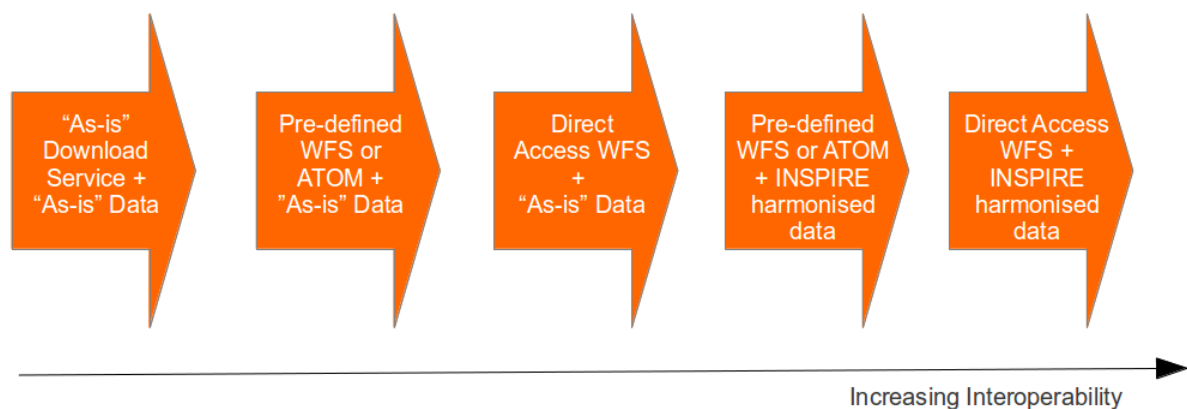 “As-is”
Download
Service +
“As-is” Data
Pre-defined
WFS or
ATOM +
”As-is” Data
Direct
Access WFS
+
“As-is” Data
Pre-defined
WFS or ATOM
+ INSPIRE
harmonised
data
Direct Access
WFS +
INSPIRE
harmonised
data
Increasing Interoperability